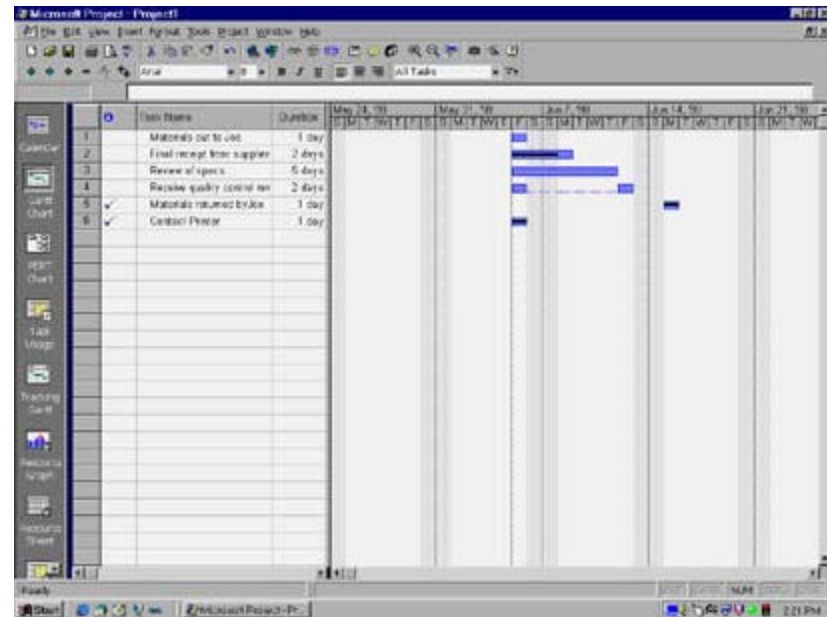 Microsoft Project - Project1
File Edit View Insert Format Tools Project Window Help
Arial 8 B I U All Tasks
Task Name Duration May 24, '98 May 31, '98 Jun 7, '98 Jun 14, '98 Jun 21, '98
S M T W T F S S M T W T F S S M T W T F S S M T W T F S S M T W
1 Materials out to Joe 1 day
2 Final receipt from supplier 2 days
3 Review of specs 5 days
4 Receive quality control 2 days
5 Materials returned by Joe 1 day
6 Contact Printer 1 day
Calendar
Gantt
Chart
PERT
Chart
Task
Usage
Tracking
Gantt
Resource
Graph
Resource
Sheet
Ready NUM
Start Microsoft Project - Pr... 2:21 PM